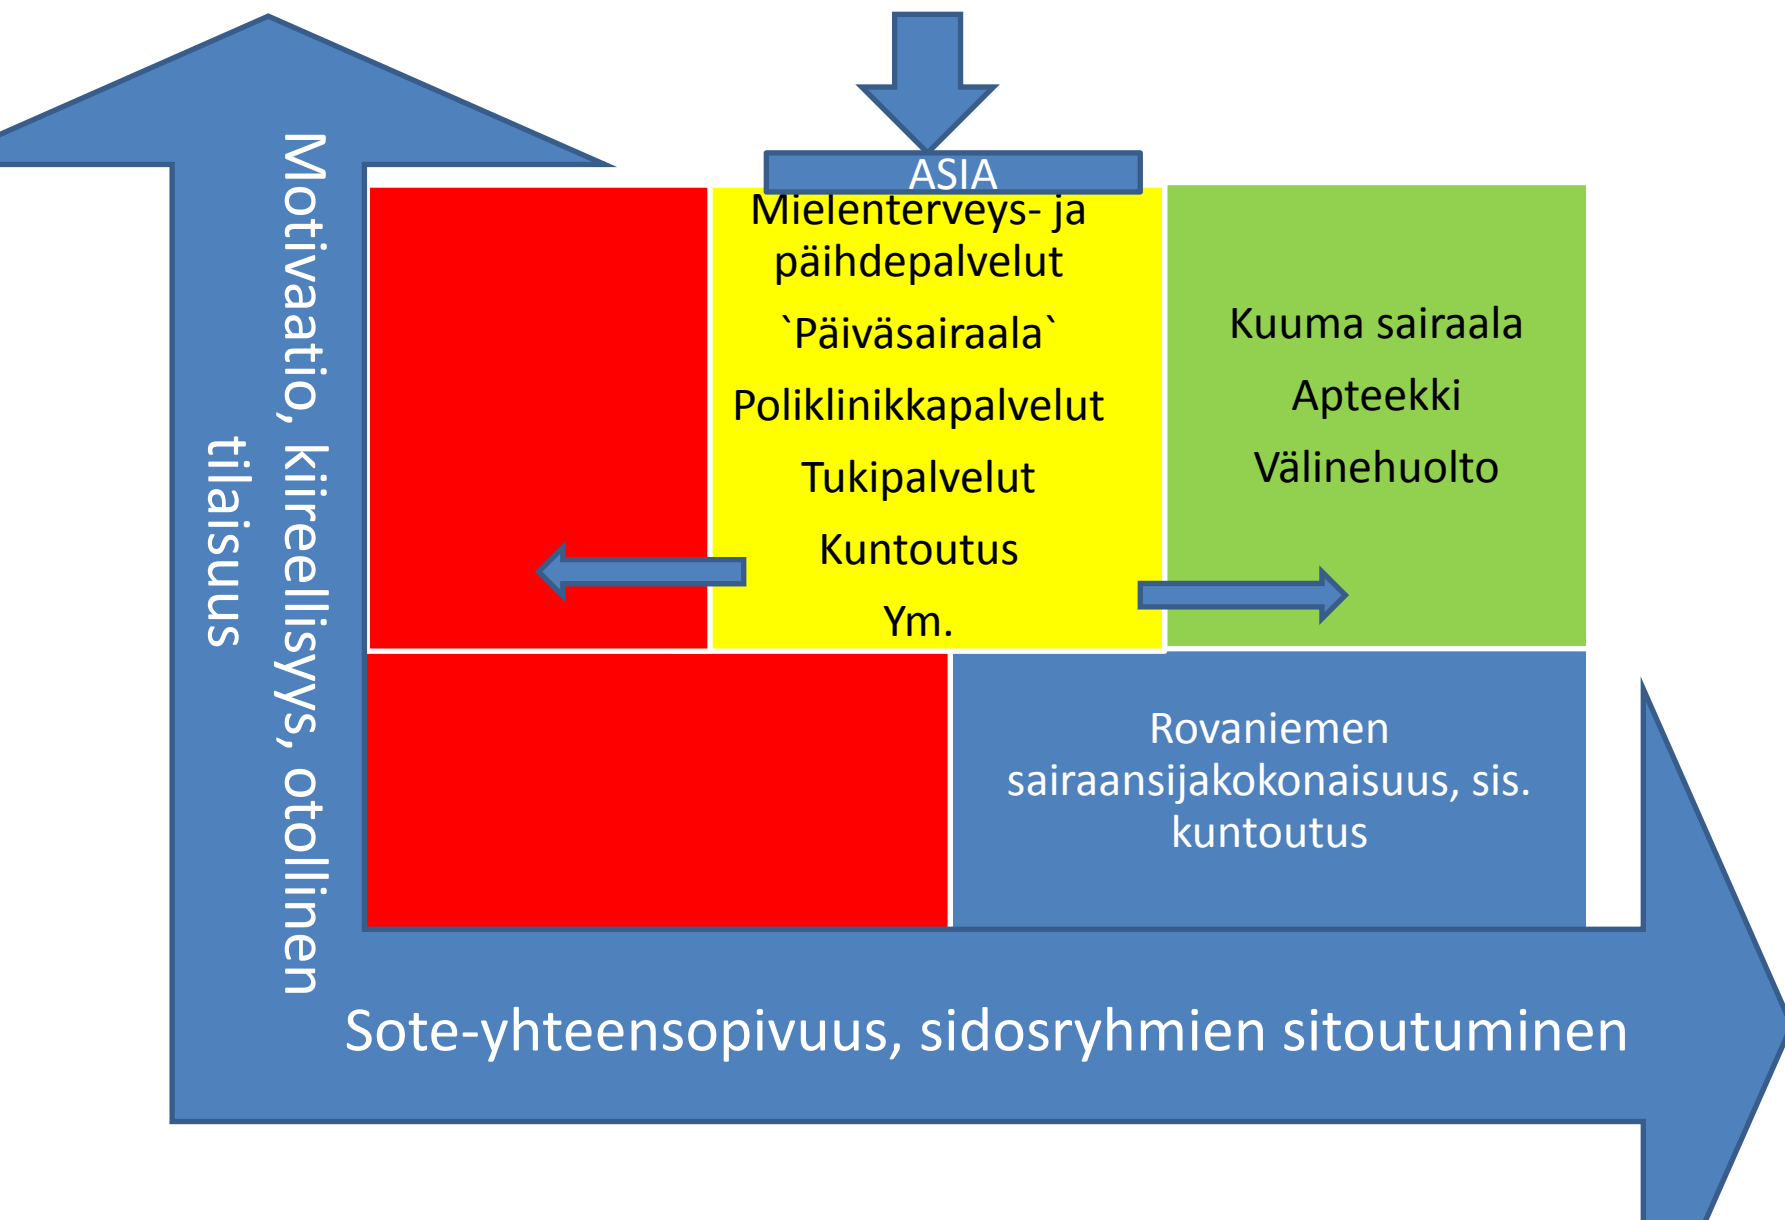 ASIA
Motivaatio, kiireellisyys, otollinen
tilaisuus
Mielenterveys- ja
päihdepalvelut
`Päiväsairaala`
Poliklinikkapalvelut
Tukipalvelut
Kuntoutus
Ym.
Kuuma sairaala
Apteekki
Välinehuolto
Rovaniemen
sairaansijakokonaisuus, sis.
kuntoutus
Sote-yhteensopivuus, sidosryhmien sitoutuminen